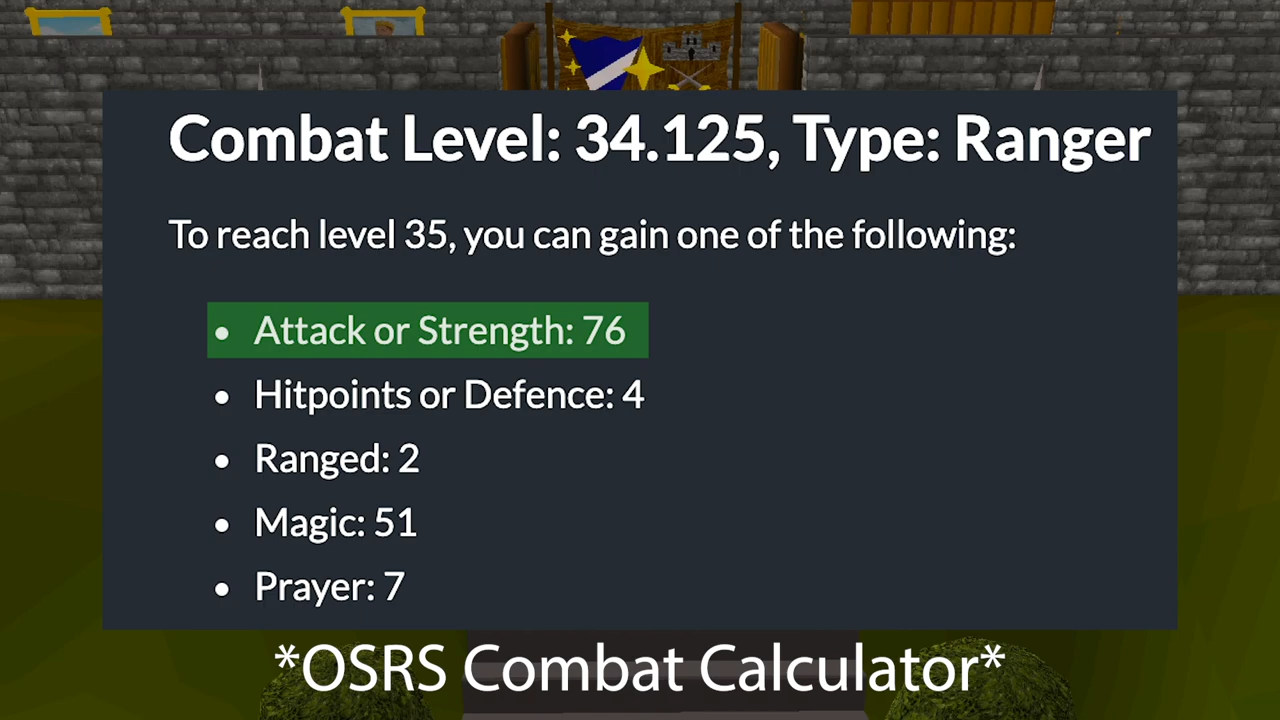 Combat Level: 34.125, Type: Ranger
To reach level 35, you can gain one of the following:
• Attack or Strength: 76
• Hitpoints or Defence: 4
• Ranged: 2
• Magic: 51
• Prayer: 7
*OSRS Combat Calculator*